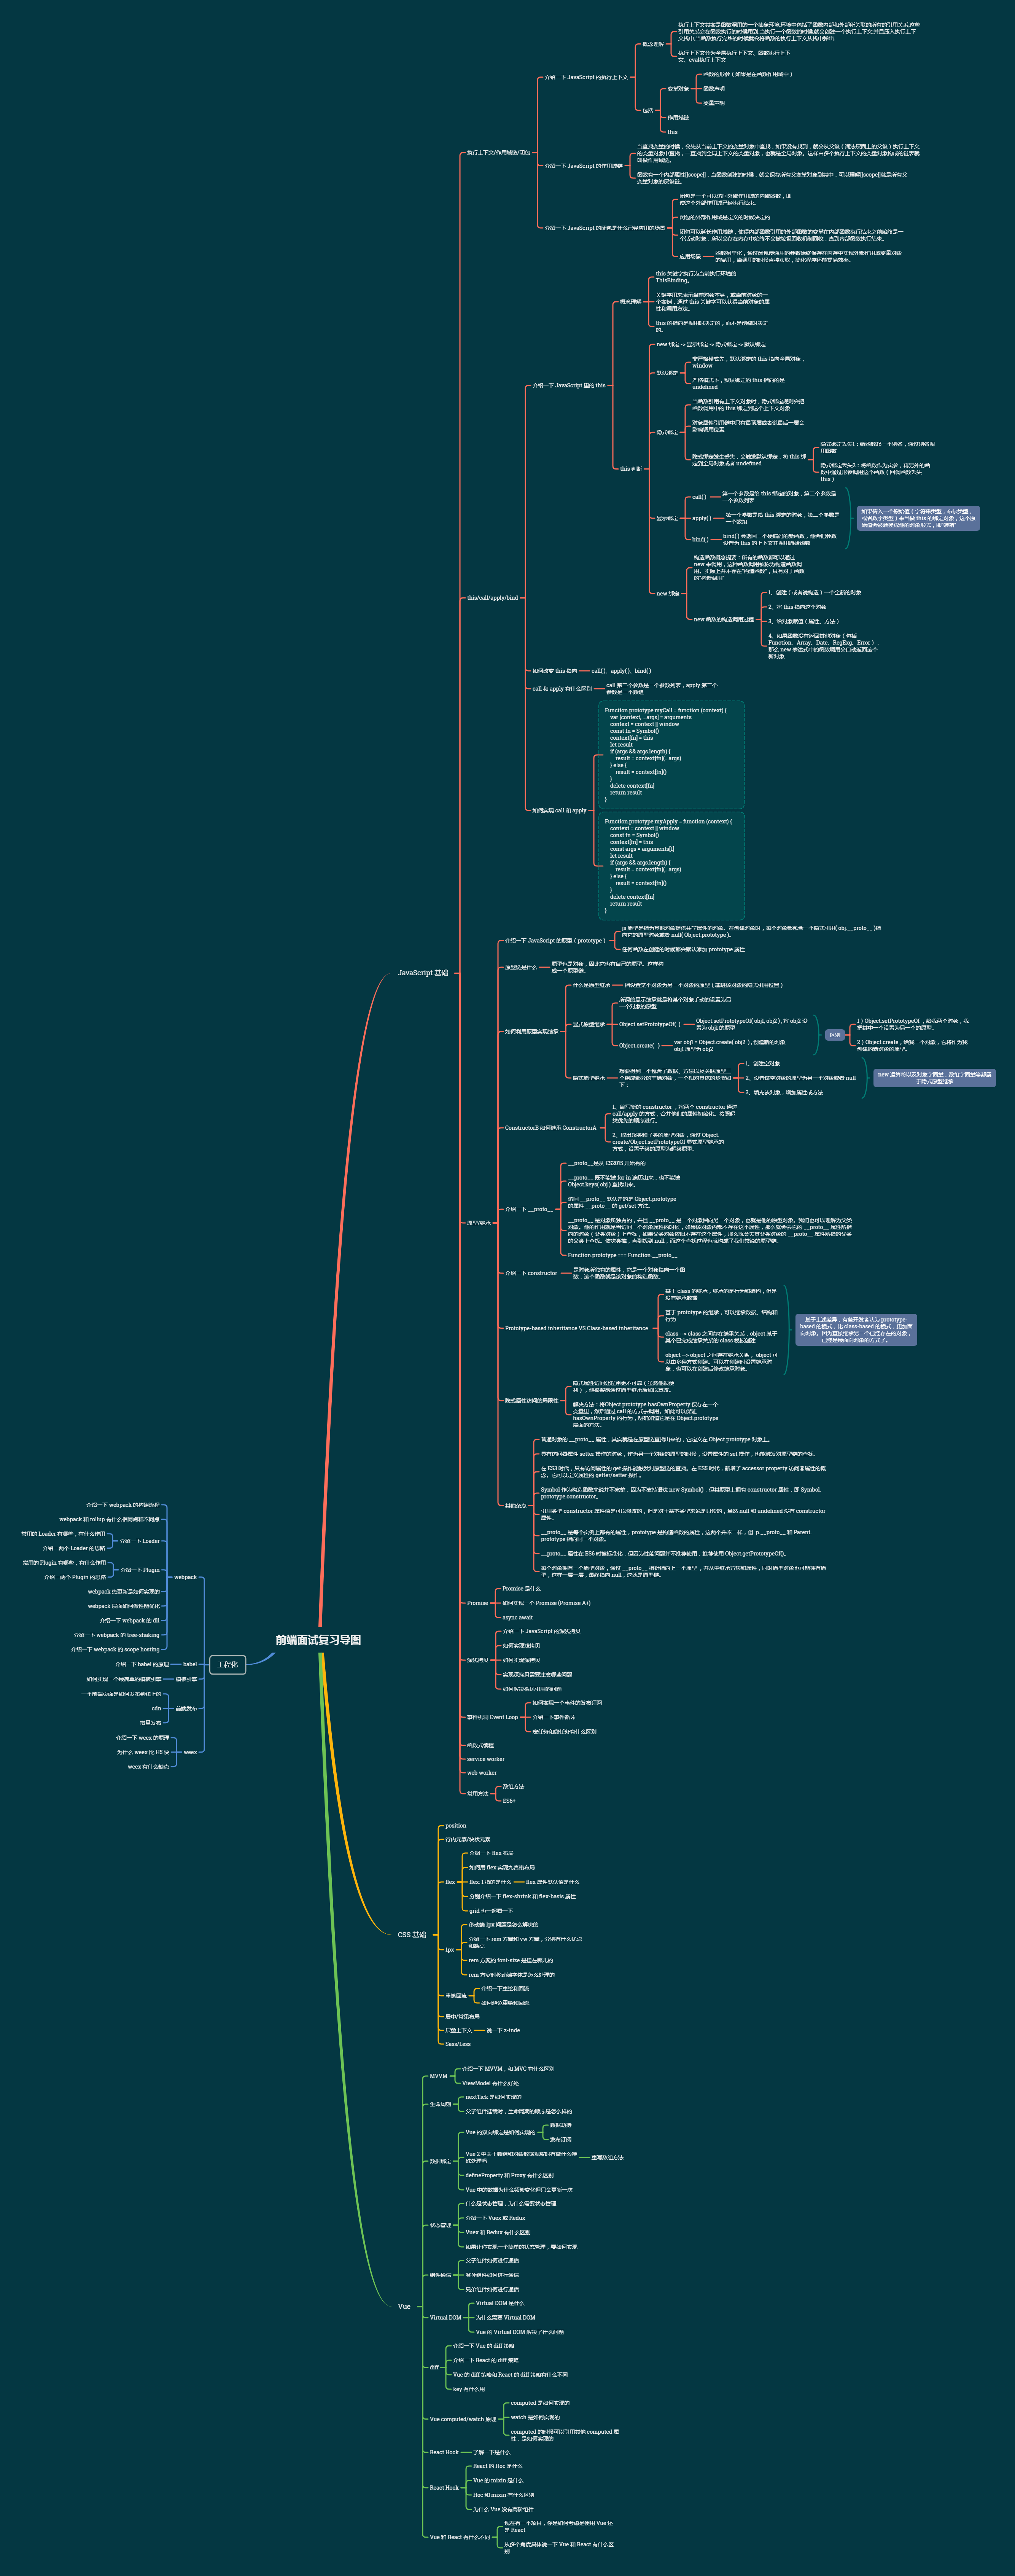 执行上下文其实是函数调用的一个抽象环境,环境中包括了函数内部和外部所关联的所有的引用关系,这些
引用关系会在函数执行的时候用到.当执行一个函数的时候,就会创建一个执行上下文,并且压入执行上下
文栈中,当函数执行完毕的时候就会将函数的执行上下文从栈中弹出.
概念理解
执行上下文分为全局执行上下文、函数执行上下
文、eval执行上下文
介绍一下 JavaScript 的执行上下文
函数的形参（如果是在函数作用域中）
变量对象
函数声明
变量声明
包括
作用域链
this
执行上下文/作用域链/闭包
当查找变量的时候，会先从当前上下文的变量对象中查找，如果没有找到，就会从父级（词法层面上的父级）执行上下文
的变量对象中查找，一直找到全局上下文的变量对象，也就是全局对象。这样由多个执行上下文的变量对象构成的链表就
叫做作用域链。
介绍一下 JavaScript 的作用域链
函数有一个内部属性[[scope]]，当函数创建的时候，就会保存所有父变量对象到其中，可以理解[[scope]]就是所有父
变量对象的层级链。
闭包是一个可以访问外部作用域的内部函数，即
使这个外部作用域已经执行结束。
闭包的外部作用域是定义的时候决定的
介绍一下 JavaScript 的闭包是什么已经应用的场景
闭包可以延长作用域链，使得内部函数引用的外部函数的变量在内部函数执行结束之前始终是一
个活动对象，所以会存在内存中始终不会被垃圾回收机制回收，直到内部函数执行结束。
应用场景
函数柯里化，通过闭包使通用的参数始终保存在内存中实现外部作用域变量对象
的复用，当调用的时候直接获取，简化程序还能提高效率。
this 关键字执行为当前执行环境的
ThisBinding。
概念理解
关键字用来表示当前对象本身，或当前对象的一
个实例，通过 this 关键字可以获得当前对象的属
性和调用方法。
this 的指向是调用时决定的，而不是创建时决定
的。
介绍一下 JavaScript 里的 this
new 绑定 -> 显示绑定 -> 隐式绑定 -> 默认绑定
默认绑定
非严格模式先，默认绑定的 this 指向全局对象，
window
严格模式下，默认绑定的 this 指向的是
undefined
隐式绑定
当函数引用有上下文对象时，隐式绑定规则会把
函数调用中的 this 绑定到这个上下文对象
对象属性引用链中只有最顶层或者说最后一层会
影响调用位置
隐式绑定发生丢失，会触发默认绑定，将 this 绑
定到全局对象或者 undefined
隐式绑定丢失1：给函数起一个别名，通过别名调
用函数
隐式绑定丢失2：将函数作为实参，再另外的函
数中通过形参调用这个函数（回调函数丢失
this）
this 判断
显示绑定
call()
第一个参数是给 this 绑定的对象，第二个参数是
一个参数列表
apply()
第一个参数是给 this 绑定的对象，第二个参数是
一个数组
bind()
bind() 会返回一个硬编码的新函数，他会把参数
设置为 this 的上下文并调用原始函数
如果传入一个原始值（字符串类型，布尔类型，
或者数字类型）来当做 this 的绑定对象，这个原
始值会被转换成他的对象形式，即"装箱"
new 绑定
构造函数概念提要：所有的函数都可以通过
new 来调用，这种函数调用被称为构造函数调
用。实际上并不存在"构造函数"，只有对于函数
的"构造调用"
new 函数的构造调用过程
1、创建（或者说构造）一个全新的对象
2、将 this 指向这个对象
3、给对象赋值（属性、方法）
4、如果函数没有返回其他对象（包括
Function、Array、Date、RegExg、Error），
那么 new 表达式中的函数调用会自动返回这个
新对象
this/call/apply/bind
如何改变 this 指向
call()、apply()、bind()
call 和 apply 有什么区别
call 第二个参数是一个参数列表，apply 第二个
参数是一个数组
如何实现 call 和 apply
Function.prototype.myCall = function (context) {
var [context, ...args] = arguments
context = context || window
const fn = Symbol()
context[fn] = this
let result
if (args && args.length) {
result = context[fn](...args)
} else {
result = context[fn]()
}
delete context[fn]
return result
}
Function.prototype.myApply = function (context) {
context = context || window
const fn = Symbol()
context[fn] = this
const args = arguments[1]
let result
if (args && args.length) {
result = context[fn](...args)
} else {
result = context[fn]()
}
delete context[fn]
return result
}
JavaScript 基础
介绍一下 JavaScript 的原型（prototype）
js 原型是指为其他对象提供共享属性的对象。在创建对象时，每个对象都包含一个隐式引用( obj.__proto__ )指
向它的原型对象或者 null( Object.prototype )。
任何函数在创建的时候都会默认添加 prototype 属性
原型链是什么
原型也是对象，因此它也有自己的原型。这样构
成一个原型链。
如何利用原型实现继承
什么是原型继承
指设置某个对象为另一个对象的原型（塞进该对象的隐式引用位置）
显式原型继承
所谓的显示继承就是将某个对象手动的设置为另
一个对象的原型
Object.setPrototypeOf( )
Object.setPrototypeOf( obj1, obj2 ) , 将 obj2 设
置为 obj1 的原型
Object.create( )
var obj1 = Object.create( obj2 ) , 创建新的对象
obj1 原型为 obj2
区别
1）Object.setPrototypeOf ，给我两个对象，我
把其中一个设置为另一个的原型。
2）Object.create，给我一个对象，它将作为我
创建的新对象的原型。
隐式原型继承
想要得到一个包含了数据、方法以及关联原型三
个组成部分的丰满对象，一个相对具体的步骤如
下：
1、创建空对象
2、设置该空对象的原型为另一个对象或者 null
3、填充该对象，增加属性或方法
new 运算符以及对象字面量，数组字面量等都属
于隐式原型继承
ConstructorB 如何继承 ConstructorA
1、编写新的 constructor ，将两个 constructor 通过
call/apply 的方式，合并他们的属性初始化。按照超
类优先的顺序进行。
2、取出超类和子类的原型对象，通过 Object.
create/Object.setPrototypeOf 显式原型继承的
方式，设置子类的原型为超类原型。
原型/继承
介绍一下 __proto__
__proto__是从 ES2015 开始有的
__proto__ 既不能被 for in 遍历出来，也不能被
Object.keys( obj ) 查找出来。
访问 __proto__ 默认走的是 Object.prototype
的属性 __proto__ 的 get/set 方法。
__proto__ 是对象所独有的，并且 __proto__ 是一个对象指向另一个对象，也就是他的原型对象。我们也可以理解为父类
对象。他的作用就是当访问一个对象属性的时候，如果该对象内部不存在这个属性，那么就会去它的 __proto__ 属性所指
向的对象（父类对象）上查找，如果父类对象依旧不存在这个属性，那么就会去其父类对象的 __proto__ 属性所指的父类
的父类上查找。依次类推，直到找到 null，而这个查找过程也就构成了我们常说的原型链。
Function.prototype === Function.__proto__
介绍一下 constructor
是对象所独有的属性，它是一个对象指向一个函
数，这个函数就是该对象的构造函数。
Prototype-based inheritance VS Class-based inheritance
基于 class 的继承，继承的是行为和结构，但是
没有继承数据
基于 prototype 的继承，可以继承数据、结构和
行为
class --> class 之间存在继承关系，object 基于
某个已完成继承关系的 class 模板创建
object --> object 之间存在继承关系， object 可
以由多种方式创建。可以在创建时设置继承对
象，也可以在创建后修改继承对象。
基于上述差异，有些开发者认为 prototype-
based 的模式，比 class-based 的模式，更加面
向对象。因为直接继承另一个已经存在的对象，
已经是最面向对象的方式了。
隐式属性访问的局限性
隐式属性访问让程序更不可靠（虽然他很便
利），他很容易通过原型继承后加以篡改。
解决方法：将Object.prototype.hasOwnProperty 保存在一个
变量里，然后通过 call 的方式去调用。如此可以保证
hasOwnProperty 的行为，明确知道它是在 Object.prototype
层面的方法。
其他杂点
普通对象的 __proto__ 属性，其实就是在原型链查找出来的，它定义在 Object.prototype 对象上。
具有访问器属性 setter 操作的对象，作为另一个对象的原型的时候，设置属性的 set 操作，也能触发对原型链的查找。
在 ES3 时代，只有访问属性的 get 操作能触发对原型链的查找。在 ES5 时代，新增了 accessor property 访问器属性的概
念。它可以定义属性的 getter/setter 操作。
Symbol 作为构造函数来说并不完整，因为不支持语法 new Symbol()，但其原型上拥有 constructor 属性，即 Symbol.
prototype.constructor。
引用类型 constructor 属性值是可以修改的，但是对于基本类型来说是只读的，当然 null 和 undefined 没有 constructor
属性。
__proto__ 是每个实例上都有的属性，prototype 是构造函数的属性，这两个并不一样，但 p.__proto__ 和 Parent.
prototype 指向同一个对象。
__proto__ 属性在 ES6 时被标准化，但因为性能问题并不推荐使用，推荐使用 Object.getPrototypeOf()。
每个对象拥有一个原型对象，通过 __proto__ 指针指向上一个原型 ，并从中继承方法和属性，同时原型对象也可能拥有原
型，这样一层一层，最终指向 null，这就是原型链。
Promise
Promise 是什么
如何实现一个 Promise (Promise A+)
async await
深浅拷贝
介绍一下 JavaScript 的深浅拷贝
如何实现浅拷贝
如何实现深拷贝
实现深拷贝需要注意哪些问题
如何解决循环引用的问题
事件机制 Event Loop
如何实现一个事件的发布订阅
介绍一下事件循环
宏任务和微任务有什么区别
函数式编程
service worker
web worker
常用方法
数组方法
ES6+
前端面试复习导图
工程化
webpack
介绍一下 webpack 的构建流程
webpack 和 rollup 有什么相同点和不同点
介绍一下 Loader
常用的 Loader 有哪些，有什么作用
介绍一两个 Loader 的思路
介绍一下 Plugin
常用的 Plugin 有哪些，有什么作用
介绍一两个 Plugin 的思路
webpack 热更新是如何实现的
webpack 层面如何做性能优化
介绍一下 webpack 的 dll
介绍一下 webpack 的 tree-shaking
介绍一下 webpack 的 scope hosting
babel
介绍一下 babel 的原理
模板引擎
如何实现一个最简单的模板引擎
前端发布
一个前端页面是如何发布到线上的
cdn
增量发布
weex
介绍一下 weex 的原理
为什么 weex 比 H5 快
weex 有什么缺点
CSS 基础
position
行内元素/块状元素
flex
介绍一下 flex 布局
如何用 flex 实现九宫格布局
flex: 1 指的是什么
flex 属性默认值是什么
分别介绍一下 flex-shrink 和 flex-basis 属性
grid 也一起看一下
1px
移动端 1px 问题是怎么解决的
介绍一下 rem 方案和 vw 方案，分别有什么优点
和缺点
rem 方案的 font-size 是挂在哪儿的
rem 方案时移动端字体是怎么处理的
重绘回流
介绍一下重绘和回流
如何避免重绘和回流
居中/常见布局
层叠上下文
说一下 z-inde
Sass/Less
Vue
MVVM
介绍一下 MVVM，和 MVC 有什么区别
ViewModel 有什么好处
生命周期
nextTick 是如何实现的
父子组件挂载时，生命周期的顺序是怎么样的
数据绑定
Vue 的双向绑定是如何实现的
数据劫持
发布订阅
Vue 2 中关于数组和对象数据观察时有做什么特
殊处理吗
重写数组方法
defineProperty 和 Proxy 有什么区别
Vue 中的数据为什么频繁变化但只会更新一次
状态管理
什么是状态管理，为什么需要状态管理
介绍一下 Vuex 或 Redux
Vuex 和 Redux 有什么区别
如果让你实现一个简单的状态管理，要如何实现
组件通信
父子组件如何进行通信
爷孙组件如何进行通信
兄弟组件如何进行通信
Virtual DOM
Virtual DOM 是什么
为什么需要 Virtual DOM
Vue 的 Virtual DOM 解决了什么问题
diff
介绍一下 Vue 的 diff 策略
介绍一下 React 的 diff 策略
Vue 的 diff 策略和 React 的 diff 策略有什么不同
key 有什么用
Vue computed/watch 原理
computed 是如何实现的
watch 是如何实现的
computed 的时候可以引用其他 computed 属
性，是如何实现的
React Hook
了解一下是什么
React Hook
React 的 Hoc 是什么
Vue 的 mixin 是什么
Hoc 和 mixin 有什么区别
为什么 Vue 没有高阶组件
Vue 和 React 有什么不同
现在有一个项目，你是如何考虑是使用 Vue 还
是 React
从多个角度具体说一下 Vue 和 React 有什么区
别